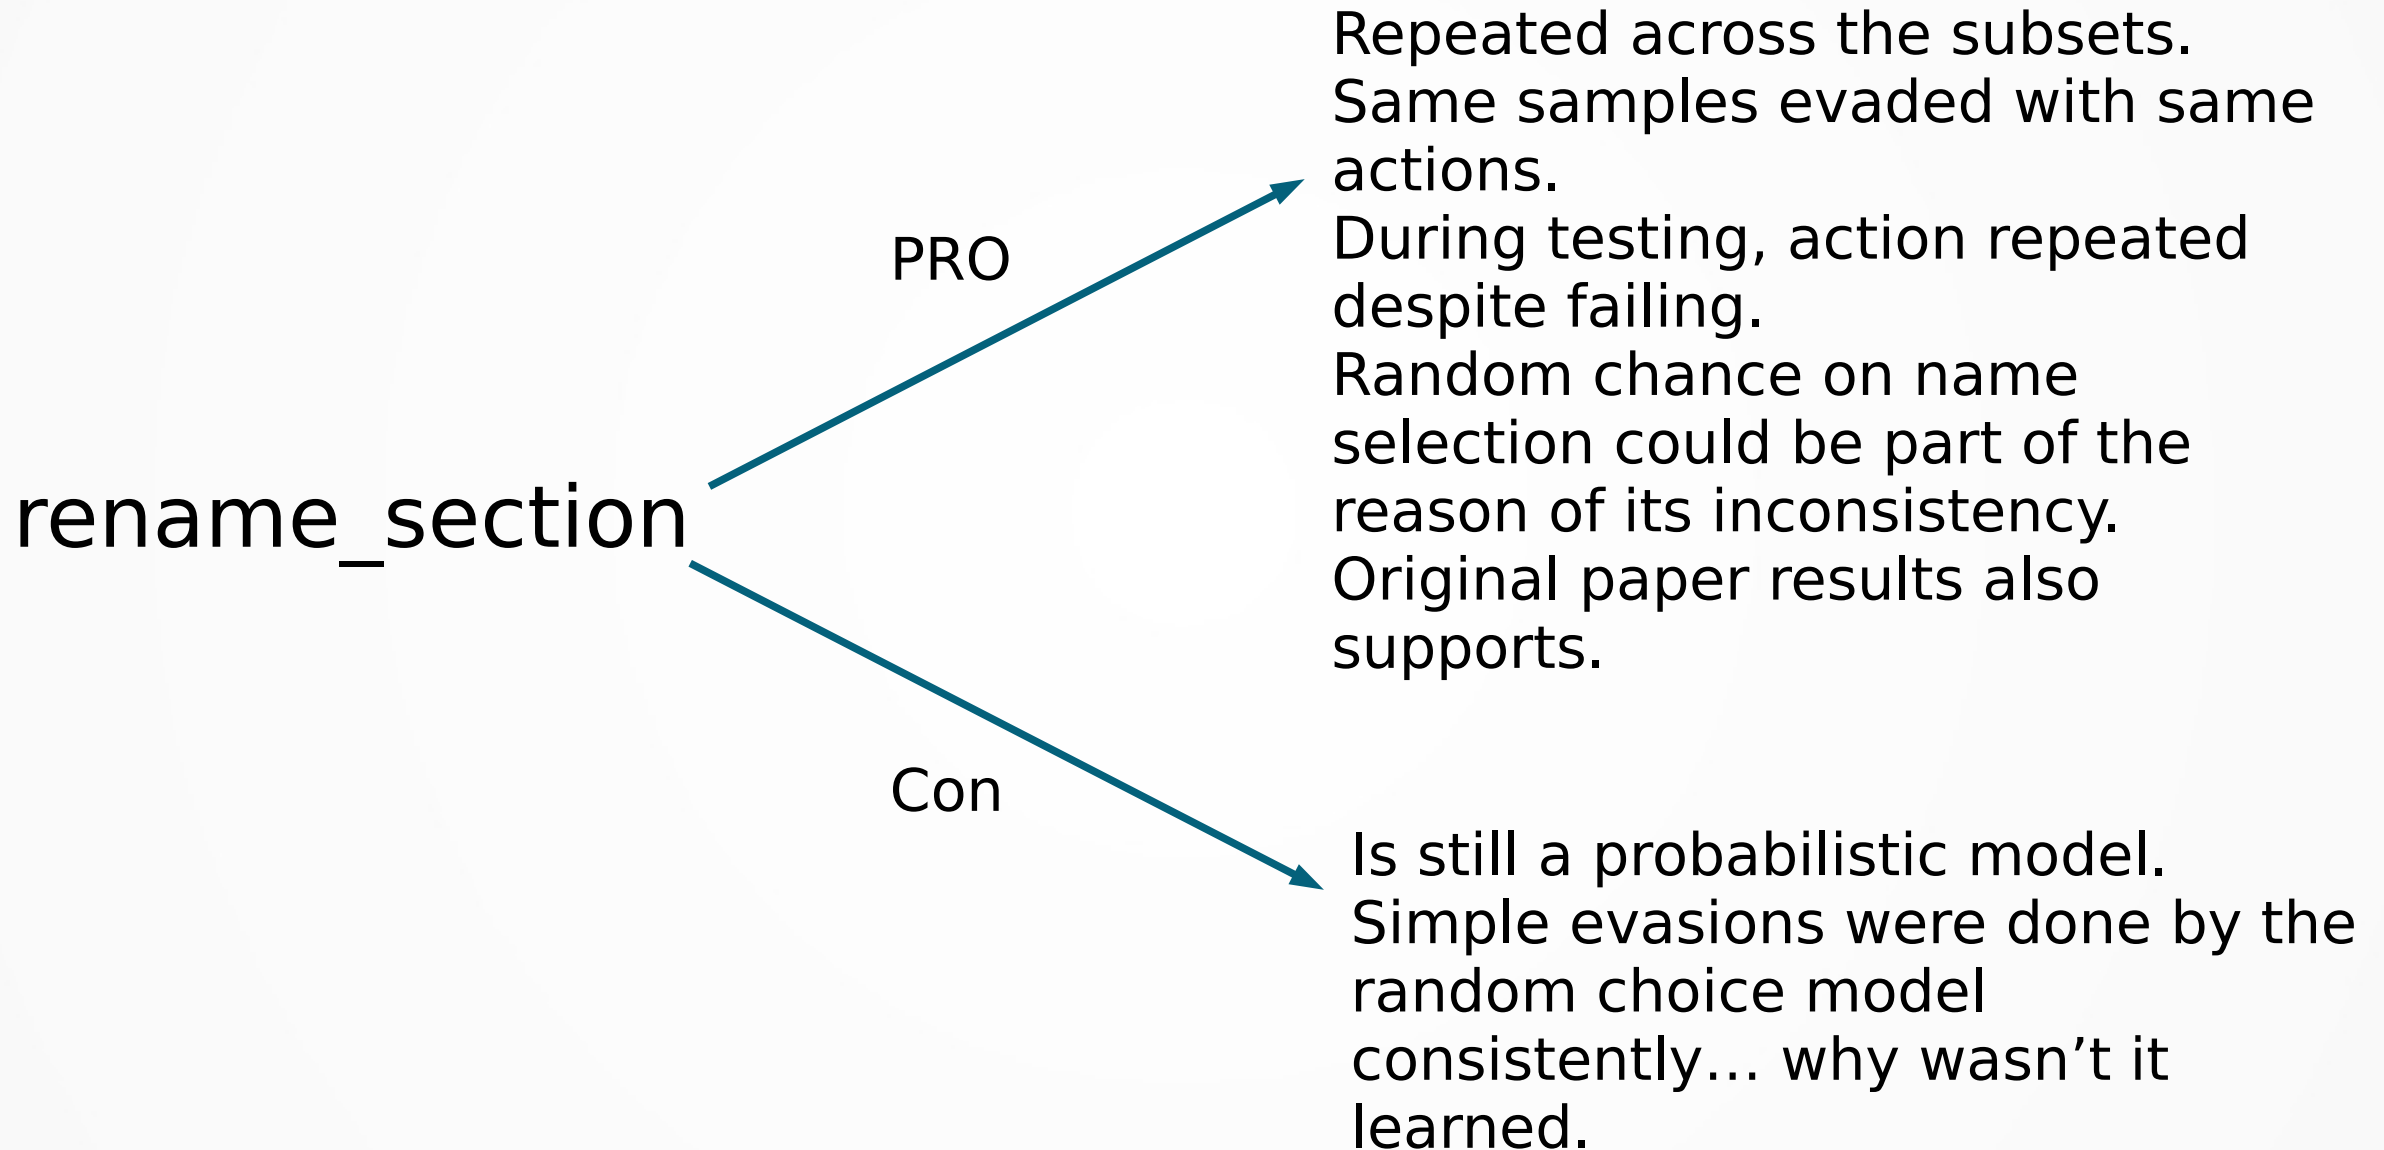 rename_section
PRO
Repeated across the subsets.
Same samples evaded with same
actions.
During testing, action repeated
despite failing.
Random chance on name
selection could be part of the
reason of its inconsistency.
Original paper results also
supports.
Con
Is still a probabilistic model.
Simple evasions were done by the
random choice model
consistently… why wasn’t it
learned.